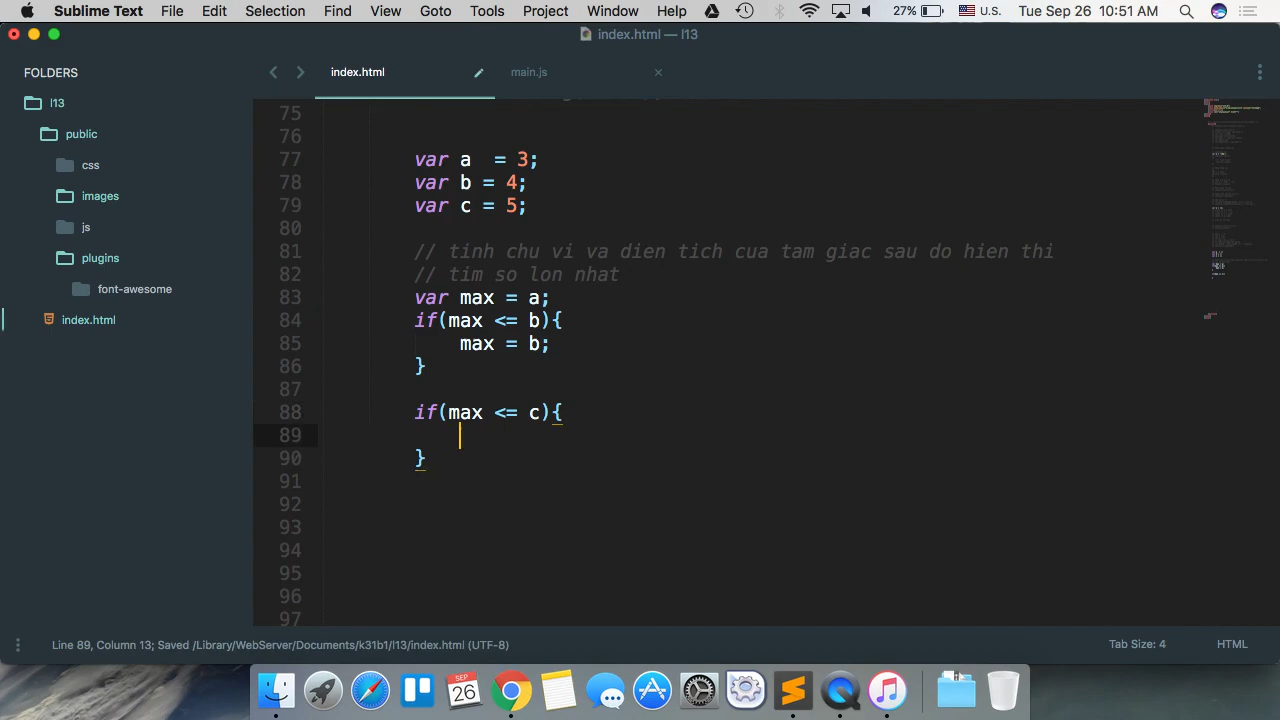 Sublime Text File Edit Selection Find View Goto Tools Project Window Help 27% U.S. Tue Sep 26 10:51 AM
index.html — l13
FOLDERS
l13
public
css
images
js
plugins
font-awesome
index.html
index.html main.js
75
76
77 var a  = 3;
78 var b = 4;
79 var c = 5;
80
81 // tinh chu vi va dien tich cua tam giac sau do hien thi
82 // tim so lon nhat
83 var max = a;
84 if(max <= b){
85 max = b;
86 }
87
88 if(max <= c){
89
90 }
91
92
93
94
95
96
97
Line 89, Column 13; Saved /Library/WebServer/Documents/k31b1/l13/index.html (UTF-8) Tab Size: 4 HTML
SEP
26